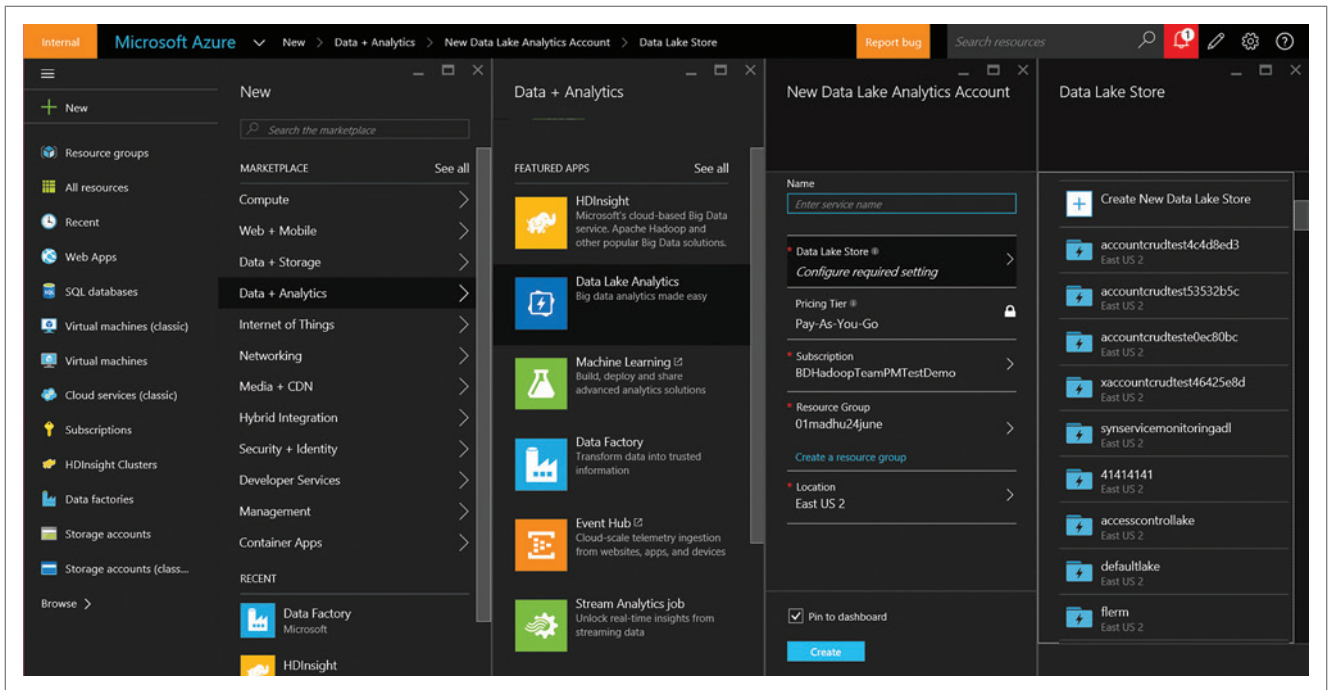 Internal
Microsoft Azure
New > Data + Analytics > New Data Lake Analytics Account > Data Lake Store
Report bug
Search resources
1
New
Resource groups
All resources
Recent
Web Apps
SQL databases
Virtual machines (classic)
Virtual machines
Cloud services (classic)
Subscriptions
HDInsight Clusters
Data factories
Storage accounts
Storage accounts (class...
Browse >
New
Search the marketplace
MARKETPLACE
See all
Compute
Web + Mobile
Data + Storage
Data + Analytics
Internet of Things
Networking
Media + CDN
Hybrid Integration
Security + Identity
Developer Services
Management
Container Apps
RECENT
Data Factory
Microsoft
HDInsight
Data + Analytics
FEATURED APPS
See all
HDInsight
Microsoft's cloud-based Big Data
service. Apache Hadoop and
other popular Big Data solutions.
Data Lake Analytics
Big data analytics made easy
Machine Learning
Build, deploy and share
advanced analytics solutions
Data Factory
Transform data into trusted
information
Event Hub
Cloud-scale telemetry ingestion
from websites, apps, and devices
Stream Analytics job
Unlock real-time insights from
streaming data
New Data Lake Analytics Account
Name
Enter service name
* Data Lake Store
Configure required setting
Pricing Tier
Pay-As-You-Go
* Subscription
BDHadoopTeamPMTestDemo
* Resource Group
01madhu24june
Create a resource group
* Location
East US 2
Pin to dashboard
Create
Data Lake Store
Create New Data Lake Store
accountcrudtest4c4d8ed3
East US 2
accountcrudtest53532b5c
East US 2
accountcrudteste0ec80bc
East US 2
xaccountcrudtest46425e8d
East US 2
synservicemonitoringadl
East US 2
41414141
East US 2
accesscontrollake
East US 2
defaultlake
East US 2
flerm
East US 2